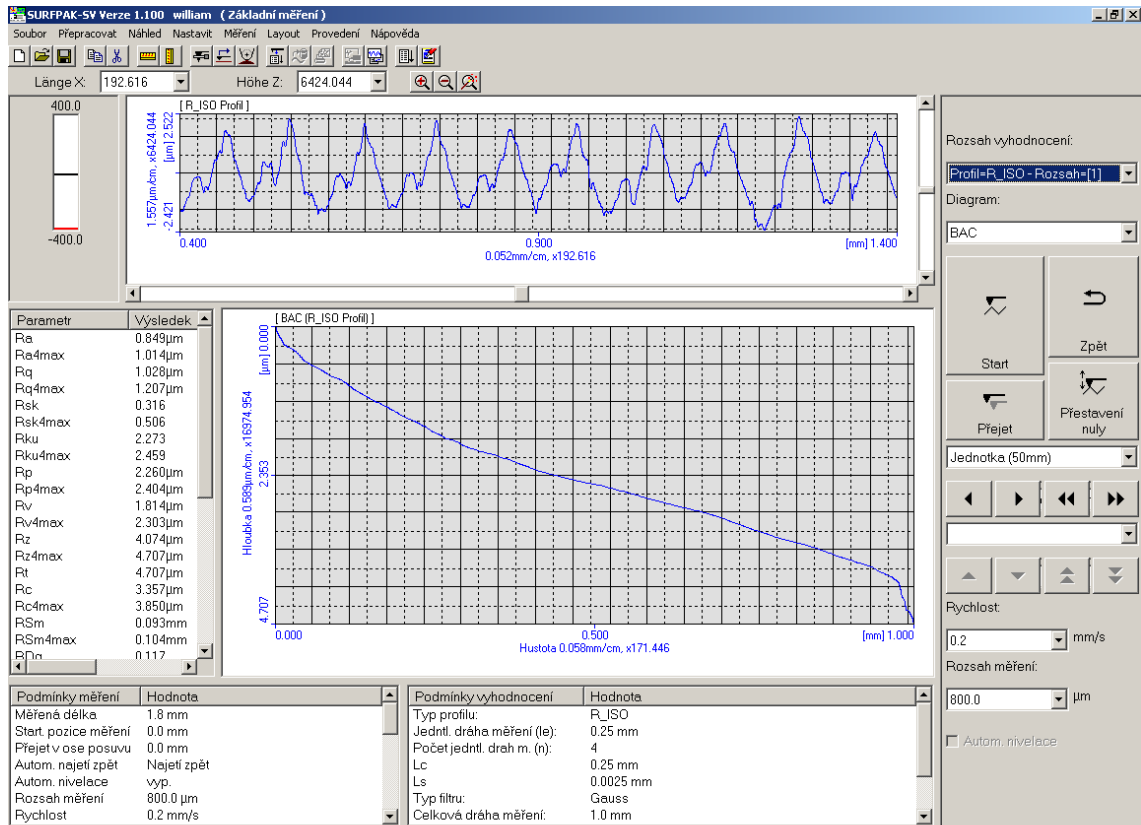 SURFPAK-SV Verze 1.100 william ( Základní měření )
Soubor Přepracovat Náhled Nastavit Měření Layout Provedení Nápověda
Länge X: 192.616 Höhe Z: 6424.044
400.0
-400.0
[ R_ISO Profil ]
1.557µm/cm, x6424.044
-2.421 [µm] 2.522
0.400 0.900 [mm] 1.400
0.052mm/cm, x192.616
Parametr Výsledek
Ra 0.849µm
Ra4max 1.014µm
Rq 1.028µm
Rq4max 1.207µm
Rsk 0.316
Rsk4max 0.506
Rku 2.273
Rku4max 2.459
Rp 2.260µm
Rp4max 2.404µm
Rv 1.814µm
Rv4max 2.303µm
Rz 4.074µm
Rz4max 4.707µm
Rt 4.707µm
Rc 3.357µm
Rc4max 3.850µm
RSm 0.093mm
RSm4max 0.104mm
RDq 0.117
[ BAC (R_ISO Profil) ]
Hloubka 0.589µm/cm, x16974.954
4.707 2.353 [µm] 0.000
0.000 0.500 [mm] 1.000
Hustota 0.058mm/cm, x171.446
Podmínky měření Hodnota
Měřená délka 1.8 mm
Start. pozice měření 0.0 mm
Přejet v ose posuvu 0.0 mm
Autom. najetí zpět Najetí zpět
Autom. nivelace vyp.
Rozsah měření 800.0 µm
Rychlost 0.2 mm/s
Podmínky vyhodnocení Hodnota
Typ profilu: R_ISO
Jedntl. dráha měření (le): 0.25 mm
Počet jedntl. drah m. (n): 4
Lc 0.25 mm
Ls 0.0025 mm
Typ filtru: Gauss
Celková dráha měření: 1.0 mm
Rozsah vyhodnocení:
Profil=R_ISO - Rozsah=[1]
Diagram:
BAC
Start
Zpět
Přejet
Přestavení
nuly
Jednotka (50mm)
Rychlost:
0.2 mm/s
Rozsah měření:
800.0 µm
Autom. nivelace